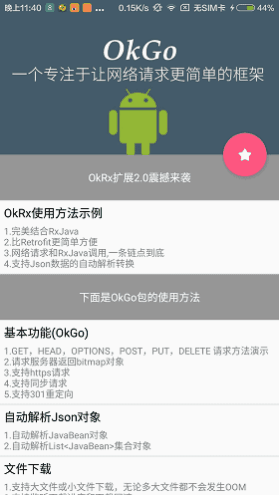 晚上11:40 ... 0.15K/s 无SIM卡 44%
OkGo
一个专注于让网络请求更简单的框架
OkRx扩展2.0震撼来袭
OkRx使用方法示例
1.完美结合RxJava
2.比Retrofit更简单方便
3.网络请求和RxJava调用,一条链点到底
4.支持Json数据的自动解析转换
下面是OkGo包的使用方法
基本功能(OkGo)
1.GET，HEAD，OPTIONS，POST，PUT，DELETE 请求方法演示
2.请求服务器返回bitmap对象
3.支持https请求
4.支持同步请求
5.支持301重定向
自动解析Json对象
1.自动解析JavaBean对象
2.自动解析List<JavaBean>集合对象
文件下载
1.支持大文件或小文件下载，无论多大文件都不会发生OOM